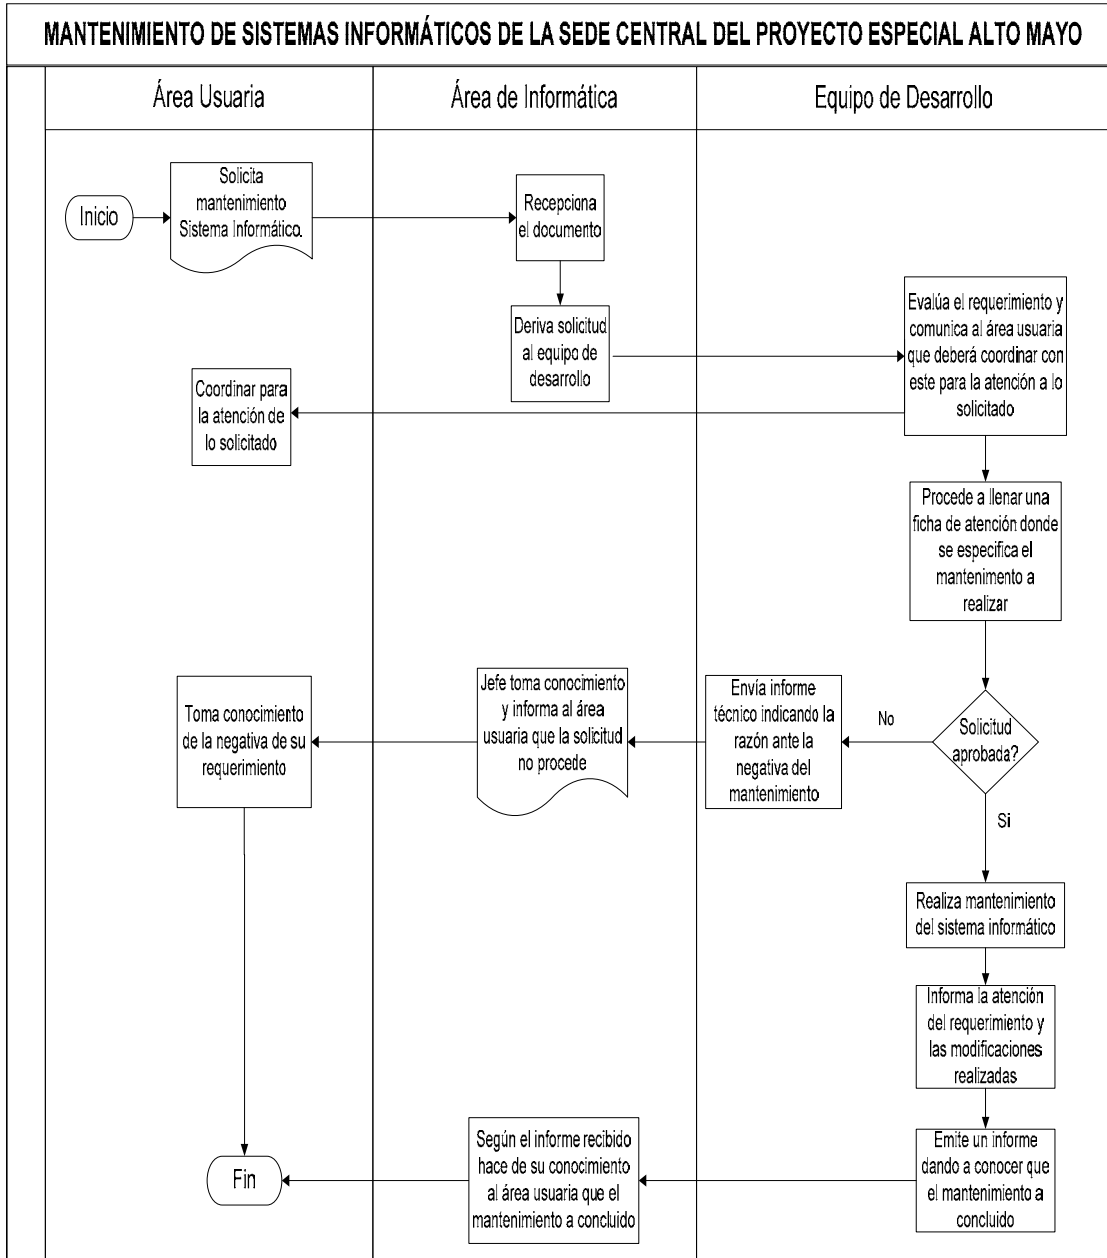 MANTENIMIENTO DE SISTEMAS INFORMÁTICOS DE LA SEDE CENTRAL DEL PROYECTO ESPECIAL ALTO MAYO
Área Usuaria
Área de Informática
Equipo de Desarrollo
Inicio
Solicita
mantenimiento
Sistema Informático.
Recepciona
el documento
Deriva solicitud
al equipo de
desarrollo
Evalúa el requerimiento y
comunica al área usuaria
que deberá coordinar con
este para la atención a lo
solicitado
Coordinar para
la atención de
lo solicitado
Procede a llenar una
ficha de atención donde
se especifica el
mantenimento a
realizar
Solicitud
aprobada?
No
Envía informe
técnico indicando la
razón ante la
negativa del
mantenimiento
Jefe toma conocimiento
y informa al área
usuaria que la solicitud
no procede
Toma conocimiento
de la negativa de su
requerimiento
Si
Realiza mantenimiento
del sistema informático
Informa la atención
del requerimiento y
las modificaciones
realizadas
Emite un informe
dando a conocer que
el mantenimiento a
concluido
Según el informe recibido
hace de su conocimiento
al área usuaria que el
mantenimiento a concluido
Fin